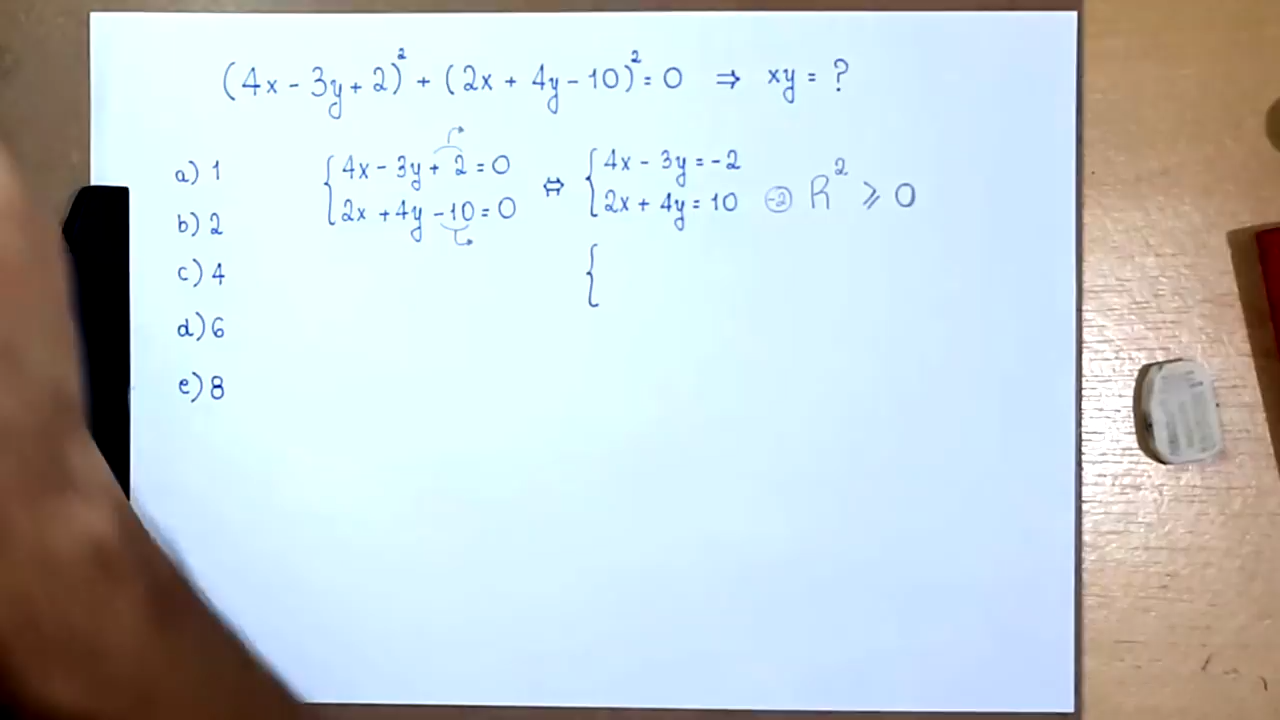 (4x - 3y + 2)² + (2x + 4y - 10)² = 0 ⇒ xy = ?
a) 1
b) 2
c) 4
d) 6
e) 8
{ 4x - 3y + 2 = 0 ⇔ { 4x - 3y = -2
2x + 4y - 10 = 0 2x + 4y = 10 (-2) R² ⩾ 0
{